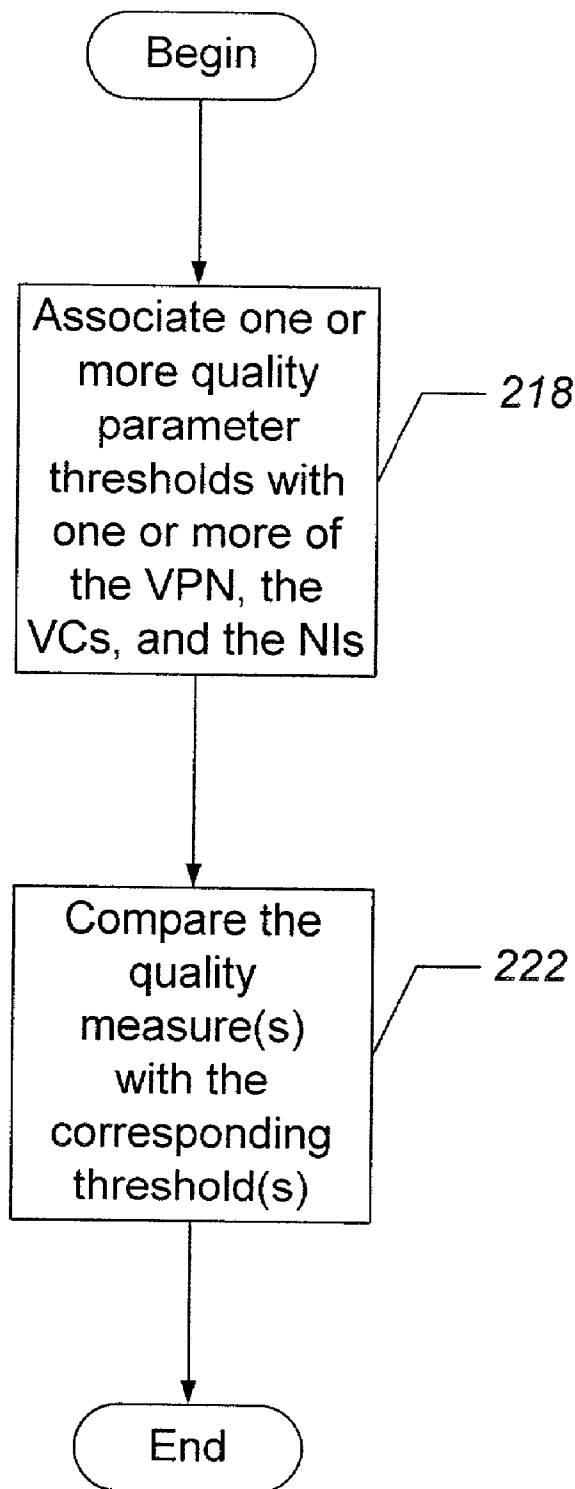 Begin
Associate one or
more quality
parameter
thresholds with
one or more of
the VPN, the
VCs, and the NIs
218
Compare the
quality
measure(s)
with the
corresponding
threshold(s)
222
End